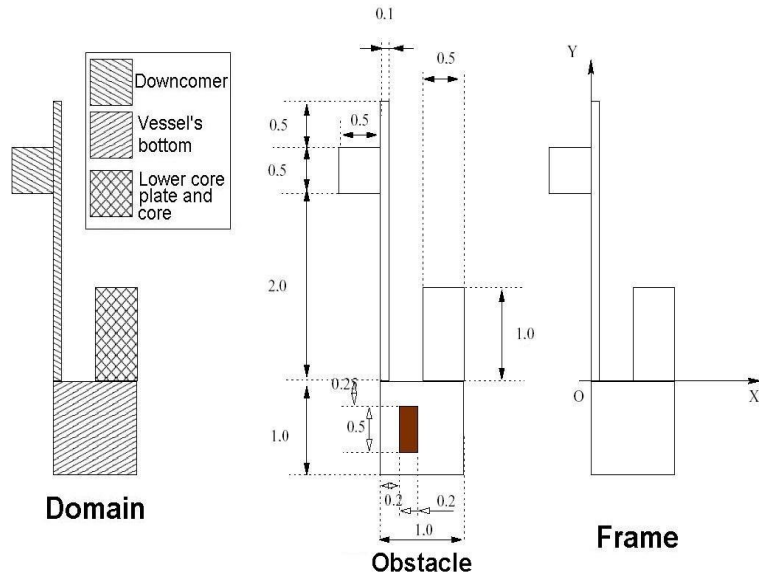 Downcomer
Vessel's
bottom
Lower core
plate and
core
Domain
0.1
0.5
0.5
0.5
0.5
2.0
1.0
0.25
0.5
1.0
0.2
0.2
1.0
Obstacle
Y
O
X
Frame